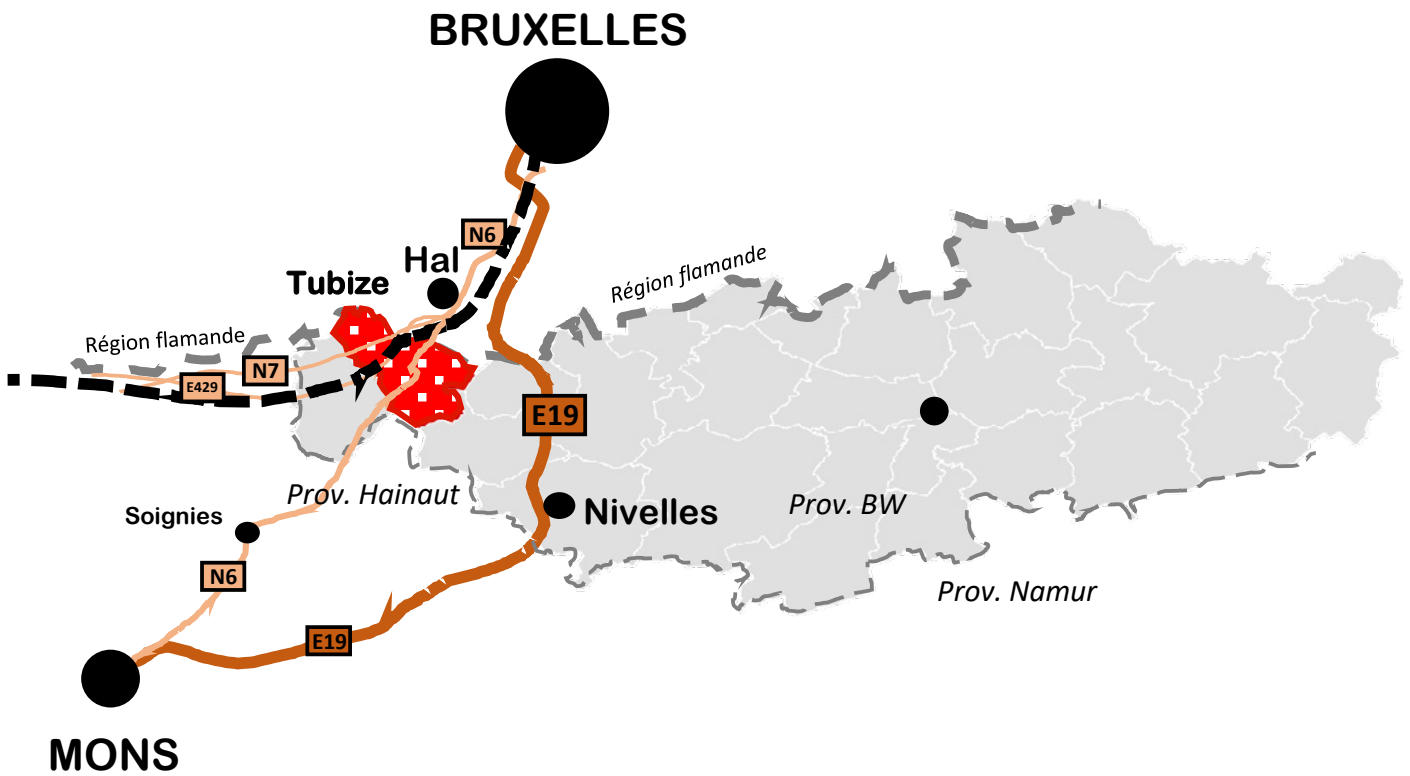 BRUXELLES
N6
Hal
Région flamande
Tubize
Région flamande
N7
E429
E19
Prov. Hainaut
Prov. BW
Nivelles
Soignies
N6
Prov. Namur
E19
MONS